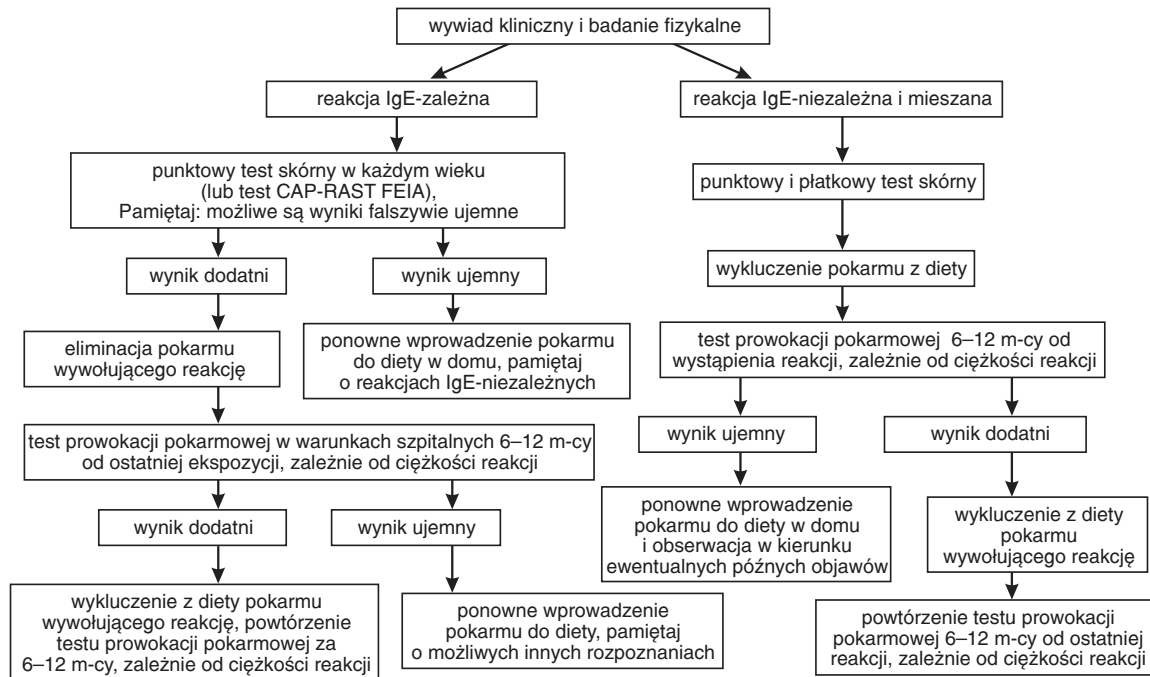 wywiad kliniczny i badanie fizykalne
reakcja IgE-zależna
reakcja IgE-niezależna i mieszana
punktowy test skórny w każdym wieku
(lub test CAP-RAST FEIA),
Pamiętaj: możliwe są wyniki falszywie ujemne
punktowy i płatkowy test skórny
wynik dodatni
wynik ujemny
wykluczenie pokarmu z diety
eliminacja pokarmu
wywołującego reakcję
ponowne wprowadzenie pokarmu
do diety w domu, pamiętaj
o reakcjach IgE-niezależnych
test prowokacji pokarmowej 6–12 m-cy od
wystąpienia reakcji, zależnie od ciężkości reakcji
test prowokacji pokarmowej w warunkach szpitalnych 6–12 m-cy
od ostatniej ekspozycji, zależnie od ciężkości reakcji
wynik ujemny
wynik dodatni
wynik dodatni
wynik ujemny
ponowne wprowadzenie
pokarmu do diety w domu
i obserwacja w kierunku
ewentualnych późnych objawów
wykluczenie z diety
pokarmu
wywołującego reakcję
wykluczenie z diety pokarmu
wywołującego reakcję, powtórzenie
testu prowokacji pokarmowej za
6–12 m-cy, zależnie od ciężkości reakcji
ponowne wprowadzenie
pokarmu do diety, pamiętaj
o możliwych innych rozpoznaniach
powtórzenie testu prowokacji
pokarmowej 6–12 m-cy od ostatniej
reakcji, zależnie od ciężkości reakcji